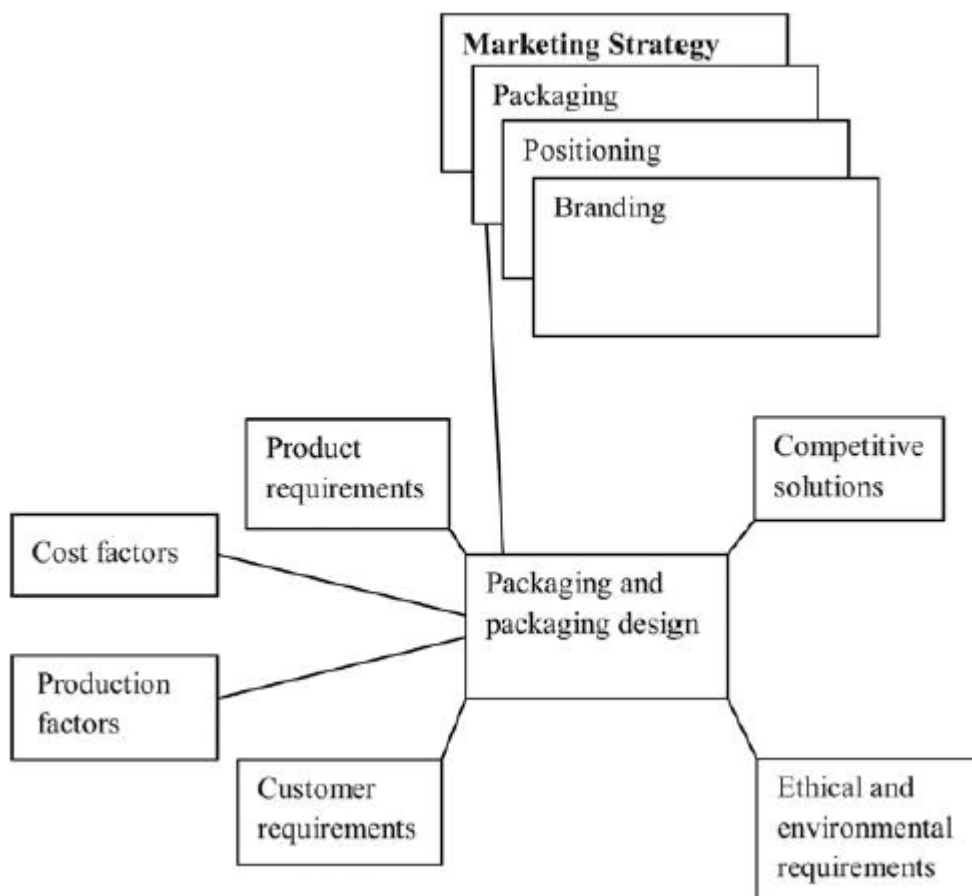 Marketing Strategy
Packaging
Positioning
Branding
Product
requirements
Competitive
solutions
Cost factors
Packaging and
packaging design
Production
factors
Customer
requirements
Ethical and
environmental
requirements